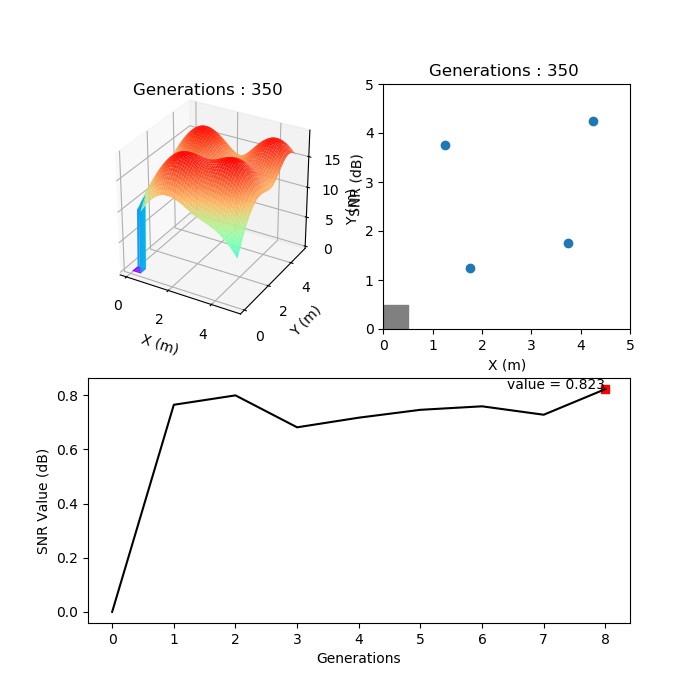 Generations : 350
15
10
5
0
SNR (dB)
0
2
4
X (m)
0
2
4
Y (m)
Generations : 350
5
4
3
2
1
0
Y (m)
0 1 2 3 4 5
X (m)
value = 0.823
0.8
0.6
0.4
0.2
0.0
SNR Value (dB)
0 1 2 3 4 5 6 7 8
Generations